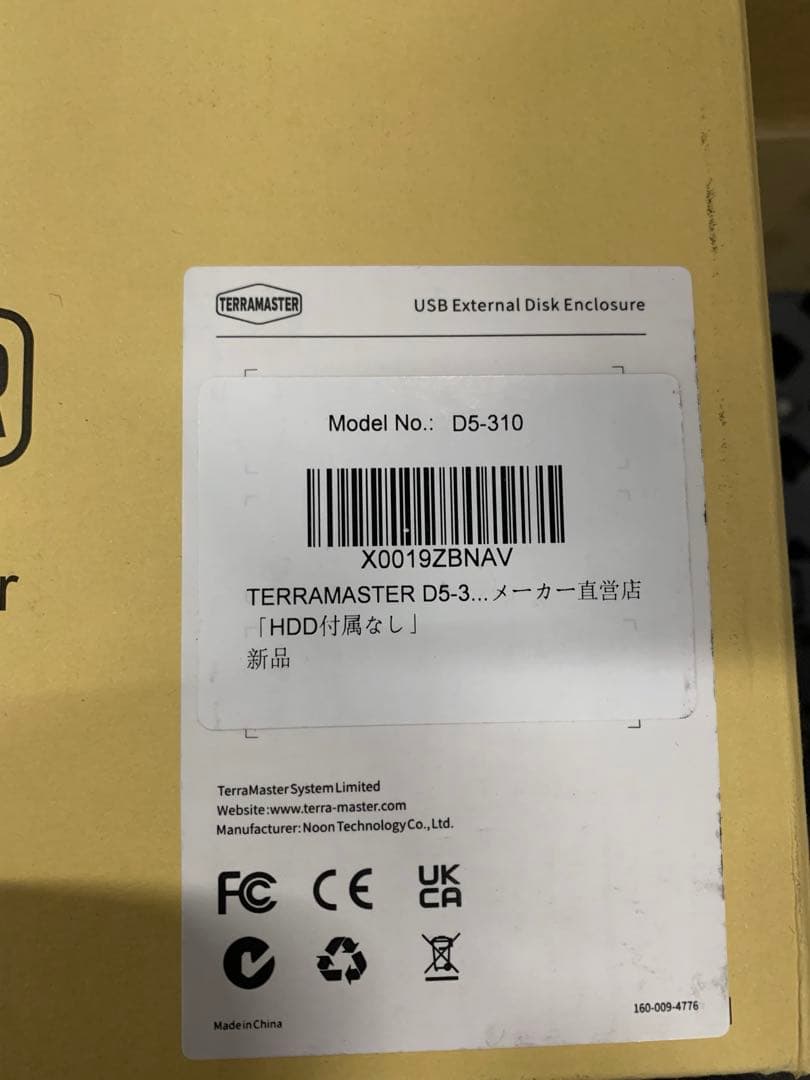 TERRAMASTER
USB External Disk Enclosure
Model No.: D5-310
X0019ZBNAV
TERRAMASTER D5-3...メーカー直営店
「HDD付属なし」
新品
R
r
TerraMaster System Limited
Website:www.terra-master.com
Manufacturer: Noon Technology Co., Ltd.
FC CE UK
CA
160-009-4776
Made in China